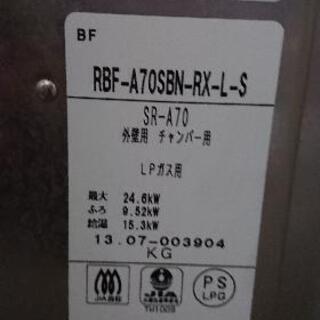 BF
RBF-A70SBN-RX-L-S
SR-A70
外壁用 チャンバー用
LPガス用
最大 24.6kW
ふろ 9.52kW
給湯 15.3kW
13.07-003904
KG
JIA
PS
LPG